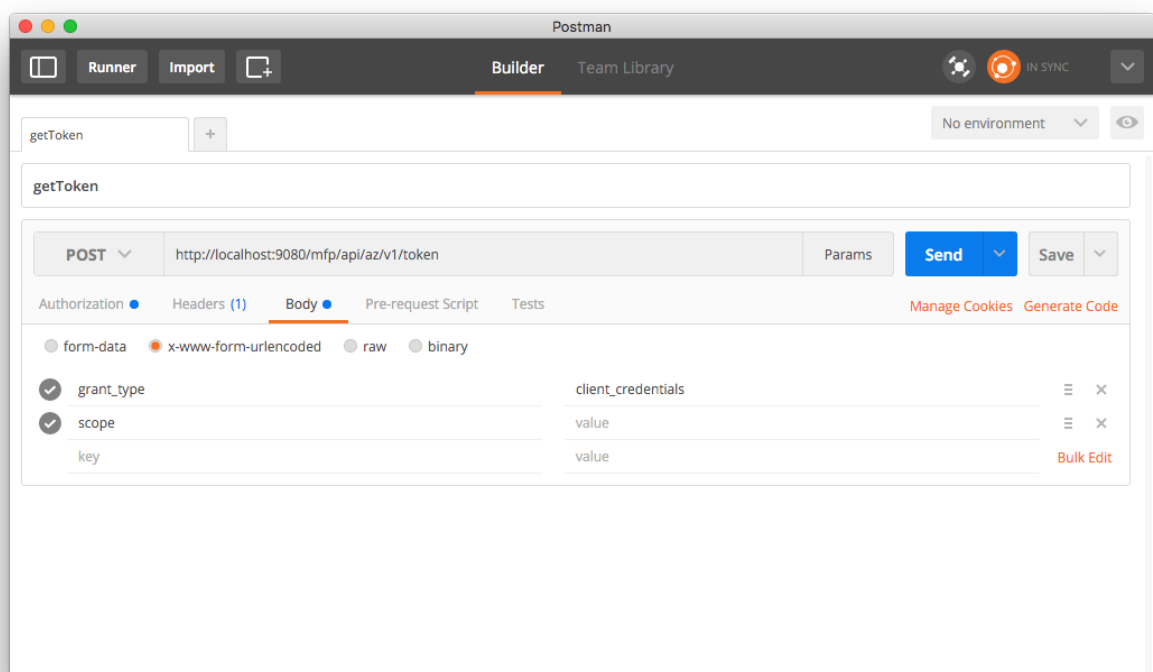 Postman
Runner Import Builder Team Library IN SYNC
getToken + No environment
getToken
POST http://localhost:9080/mfp/api/az/v1/token Params Send Save
Authorization Headers (1) Body Pre-request Script Tests Manage Cookies Generate Code
form-data x-www-form-urlencoded raw binary
grant_type client_credentials
scope value
key value Bulk Edit